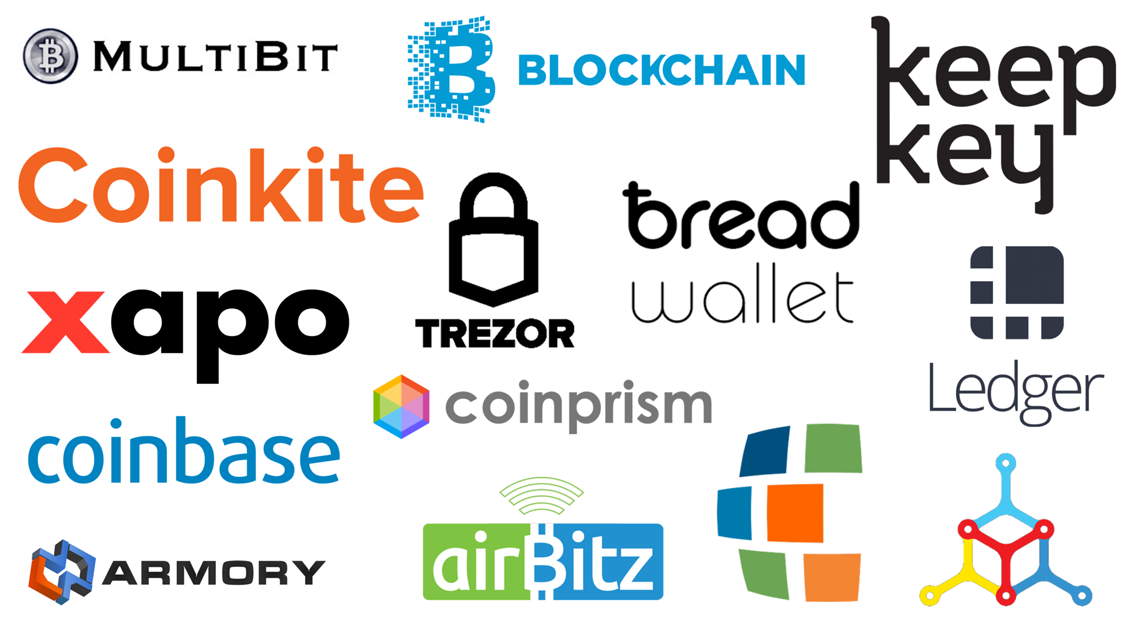 MULTIBIT
BLOCKCHAIN
keep
key
Coinkite
TREZOR
bread
wallet
xapo
Ledger
coinprism
coinbase
airBitz
ARMORY